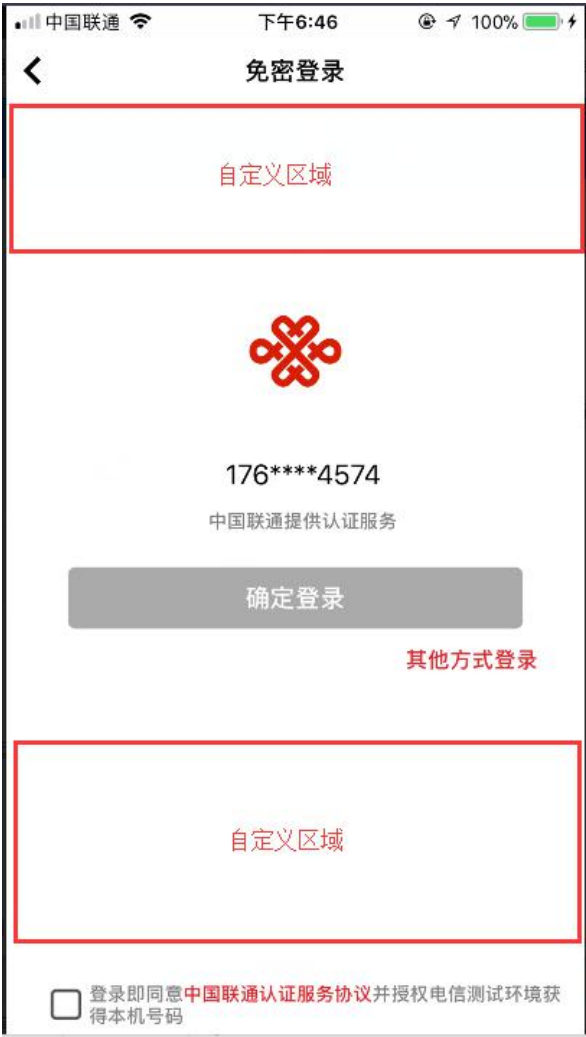 中国联通 下午6:46 100%
免密登录
自定义区域
176****4574
中国联通提供认证服务
确定登录
其他方式登录
自定义区域
登录即同意中国联通认证服务协议并授权电信测试环境获
得本机号码